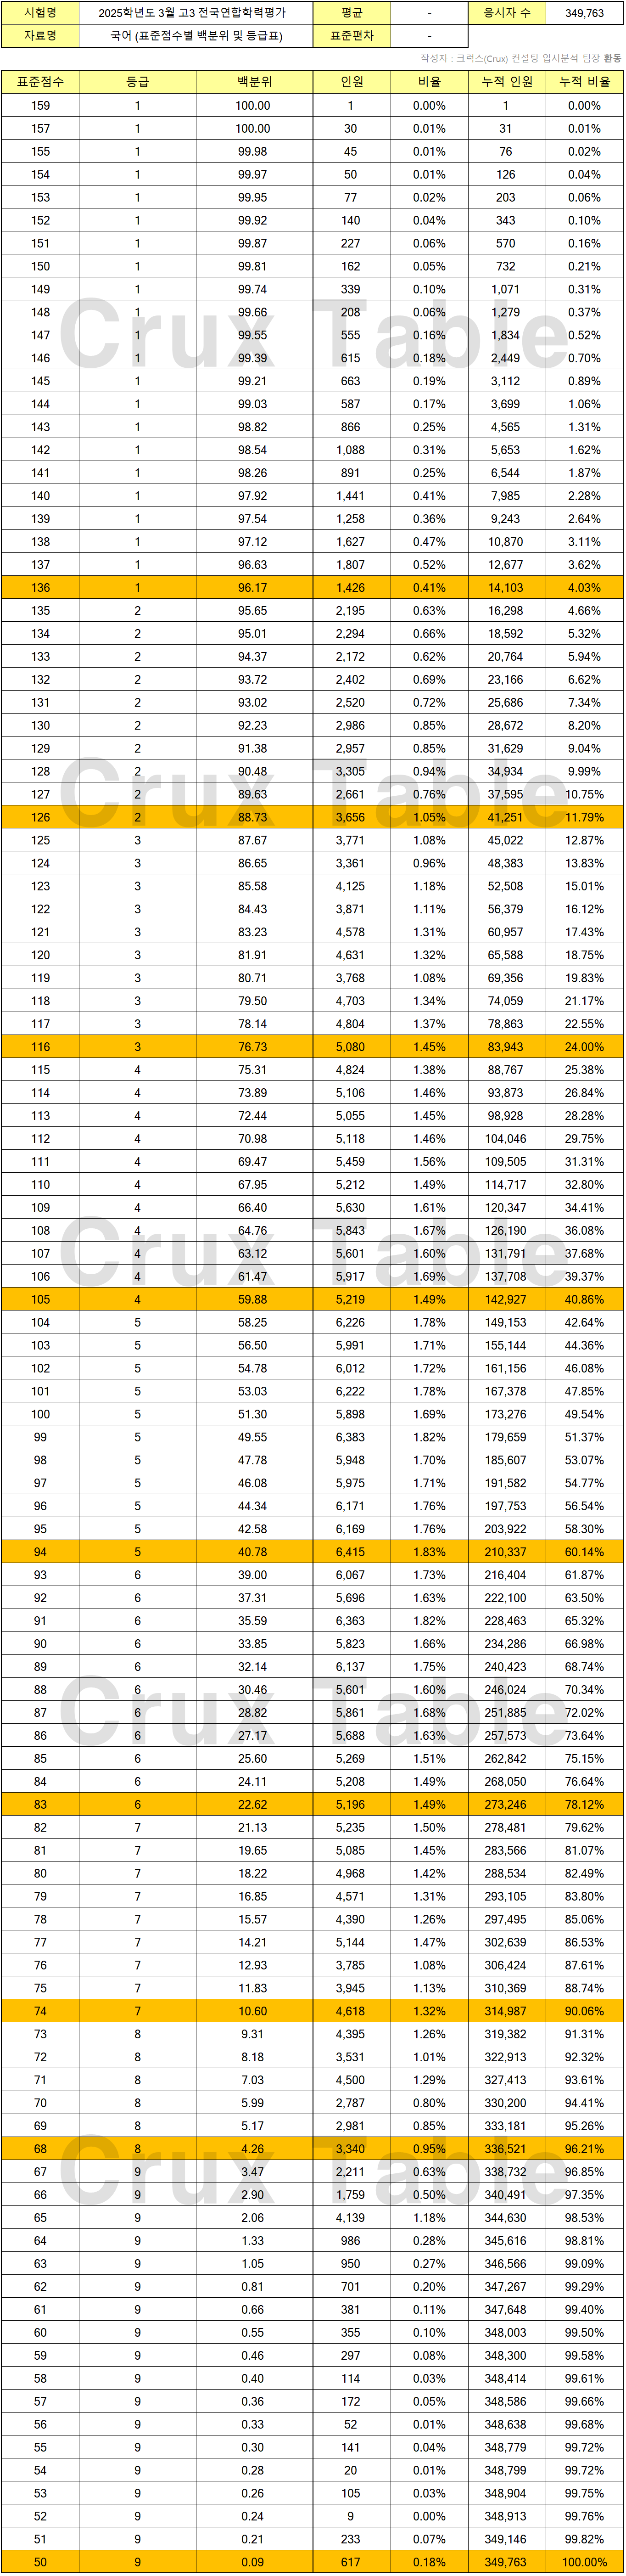 시험명 2025학년도 3월 고3 전국연합학력평가 평균 - 응시자 수 349,763
자료명 국어 (표준점수별 백분위 및 등급표) 표준편차 -
작성자 : 크럭스(Crux) 컨설팅 입시분석 팀장 환동
표준점수 등급 백분위 인원 비율 누적 인원 누적 비율
159 1 100.00 1 0.00% 1 0.00%
157 1 100.00 30 0.01% 31 0.01%
155 1 99.98 45 0.01% 76 0.02%
154 1 99.97 50 0.01% 126 0.04%
153 1 99.95 77 0.02% 203 0.06%
152 1 99.92 140 0.04% 343 0.10%
151 1 99.87 227 0.06% 570 0.16%
150 1 99.81 162 0.05% 732 0.21%
149 1 99.74 339 0.10% 1,071 0.31%
148 1 99.66 208 0.06% 1,279 0.37%
147 1 99.55 555 0.16% 1,834 0.52%
Crux Table
146 1 99.39 615 0.18% 2,449 0.70%
145 1 99.21 663 0.19% 3,112 0.89%
144 1 99.03 587 0.17% 3,699 1.06%
143 1 98.82 866 0.25% 4,565 1.31%
142 1 98.54 1,088 0.31% 5,653 1.62%
141 1 98.26 891 0.25% 6,544 1.87%
140 1 97.92 1,441 0.41% 7,985 2.28%
139 1 97.54 1,258 0.36% 9,243 2.64%
138 1 97.12 1,627 0.47% 10,870 3.11%
137 1 96.63 1,807 0.52% 12,677 3.62%
136 1 96.17 1,426 0.41% 14,103 4.03%
135 2 95.65 2,195 0.63% 16,298 4.66%
134 2 95.01 2,294 0.66% 18,592 5.32%
133 2 94.37 2,172 0.62% 20,764 5.94%
132 2 93.72 2,402 0.69% 23,166 6.62%
131 2 93.02 2,520 0.72% 25,686 7.34%
130 2 92.23 2,986 0.85% 28,672 8.20%
129 2 91.38 2,957 0.85% 31,629 9.04%
128 2 90.48 3,305 0.94% 34,934 9.99%
Crux Table
127 2 89.63 2,661 0.76% 37,595 10.75%
126 2 88.73 3,656 1.05% 41,251 11.79%
125 3 87.67 3,771 1.08% 45,022 12.87%
124 3 86.65 3,361 0.96% 48,383 13.83%
123 3 85.58 4,125 1.18% 52,508 15.01%
122 3 84.43 3,871 1.11% 56,379 16.12%
121 3 83.23 4,578 1.31% 60,957 17.43%
120 3 81.91 4,631 1.32% 65,588 18.75%
119 3 80.71 3,768 1.08% 69,356 19.83%
118 3 79.50 4,703 1.34% 74,059 21.17%
117 3 78.14 4,804 1.37% 78,863 22.55%
116 3 76.73 5,080 1.45% 83,943 24.00%
115 4 75.31 4,824 1.38% 88,767 25.38%
114 4 73.89 5,106 1.46% 93,873 26.84%
113 4 72.44 5,055 1.45% 98,928 28.28%
112 4 70.98 5,118 1.46% 104,046 29.75%
111 4 69.47 5,459 1.56% 109,505 31.31%
110 4 67.95 5,212 1.49% 114,717 32.80%
109 4 66.40 5,630 1.61% 120,347 34.41%
108 4 64.76 5,843 1.67% 126,190 36.08%
Crux Table
107 4 63.12 5,601 1.60% 131,791 37.68%
106 4 61.47 5,917 1.69% 137,708 39.37%
105 4 59.88 5,219 1.49% 142,927 40.86%
104 5 58.25 6,226 1.78% 149,153 42.64%
103 5 56.50 5,991 1.71% 155,144 44.36%
102 5 54.78 6,012 1.72% 161,156 46.08%
101 5 53.03 6,222 1.78% 167,378 47.85%
100 5 51.30 5,898 1.69% 173,276 49.54%
99 5 49.55 6,383 1.82% 179,659 51.37%
98 5 47.78 5,948 1.70% 185,607 53.07%
97 5 46.08 5,975 1.71% 191,582 54.77%
96 5 44.34 6,171 1.76% 197,753 56.54%
95 5 42.58 6,169 1.76% 203,922 58.30%
94 5 40.78 6,415 1.83% 210,337 60.14%
93 6 39.00 6,067 1.73% 216,404 61.87%
92 6 37.31 5,696 1.63% 222,100 63.50%
91 6 35.59 6,363 1.82% 228,463 65.32%
90 6 33.85 5,823 1.66% 234,286 66.98%
89 6 32.14 6,137 1.75% 240,423 68.74%
88 6 30.46 5,601 1.60% 246,024 70.34%
Crux Table
87 6 28.82 5,861 1.68% 251,885 72.02%
86 6 27.17 5,688 1.63% 257,573 73.64%
85 6 25.60 5,269 1.51% 262,842 75.15%
84 6 24.11 5,208 1.49% 268,050 76.64%
83 6 22.62 5,196 1.49% 273,246 78.12%
82 7 21.13 5,235 1.50% 278,481 79.62%
81 7 19.65 5,085 1.45% 283,566 81.07%
80 7 18.22 4,968 1.42% 288,534 82.49%
79 7 16.85 4,571 1.31% 293,105 83.80%
78 7 15.57 4,390 1.26% 297,495 85.06%
77 7 14.21 5,144 1.47% 302,639 86.53%
76 7 12.93 3,785 1.08% 306,424 87.61%
75 7 11.83 3,945 1.13% 310,369 88.74%
74 7 10.60 4,618 1.32% 314,987 90.06%
73 8 9.31 4,395 1.26% 319,382 91.31%
72 8 8.18 3,531 1.01% 322,913 92.32%
71 8 7.03 4,500 1.29% 327,413 93.61%
70 8 5.99 2,787 0.80% 330,200 94.41%
69 8 5.17 2,981 0.85% 333,181 95.26%
68 8 4.26 3,340 0.95% 336,521 96.21%
Crux Table
67 9 3.47 2,211 0.63% 338,732 96.85%
66 9 2.90 1,759 0.50% 340,491 97.35%
65 9 2.06 4,139 1.18% 344,630 98.53%
64 9 1.33 986 0.28% 345,616 98.81%
63 9 1.05 950 0.27% 346,566 99.09%
62 9 0.81 701 0.20% 347,267 99.29%
61 9 0.66 381 0.11% 347,648 99.40%
60 9 0.55 355 0.10% 348,003 99.50%
59 9 0.46 297 0.08% 348,300 99.58%
58 9 0.40 114 0.03% 348,414 99.61%
57 9 0.36 172 0.05% 348,586 99.66%
56 9 0.33 52 0.01% 348,638 99.68%
55 9 0.30 141 0.04% 348,779 99.72%
54 9 0.28 20 0.01% 348,799 99.72%
53 9 0.26 105 0.03% 348,904 99.75%
52 9 0.24 9 0.00% 348,913 99.76%
51 9 0.21 233 0.07% 349,146 99.82%
50 9 0.09 617 0.18% 349,763 100.00%